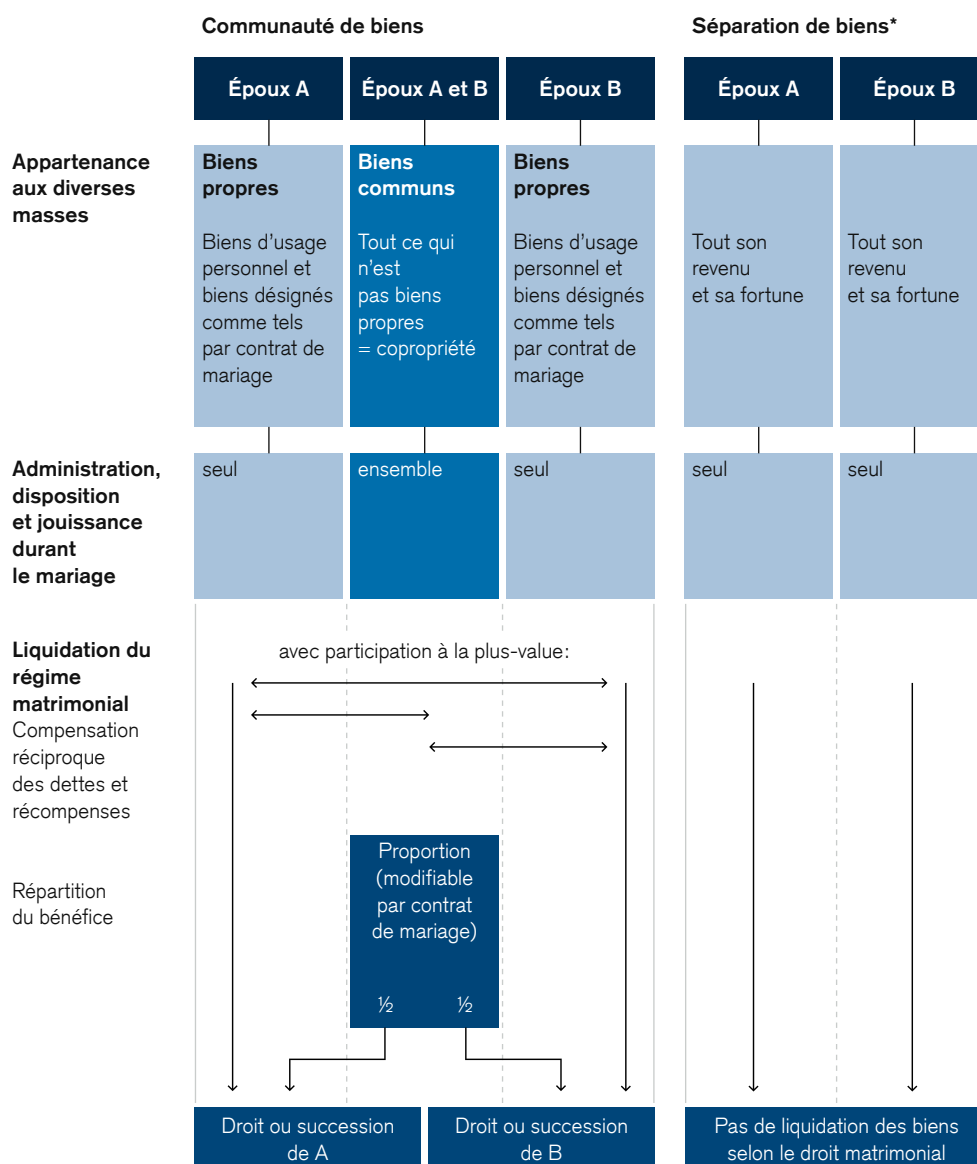 Communauté de biens
Séparation de biens*
Époux A
Époux A et B
Époux B
Époux A
Époux B
Appartenance
aux diverses
masses
Biens
propres
Biens d'usage
personnel et
biens désignés
comme tels
par contrat de
mariage
Biens
communs
Tout ce qui
n'est
pas biens
propres
= copropriété
Biens
propres
Biens d'usage
personnel et
biens désignés
comme tels
par contrat de
mariage
Tout son
revenu
et sa fortune
Tout son
revenu
et sa fortune
Administration,
disposition
et jouissance
durant
le mariage
seul
ensemble
seul
seul
seul
Liquidation du
régime
matrimonial
Compensation
réciproque
des dettes et
récompenses
avec participation à la plus-value:
Répartition
du bénéfice
Proportion
(modifiable
par contrat
de mariage)
½ ½
Droit ou succession
de A
Droit ou succession
de B
Pas de liquidation des biens
selon le droit matrimonial